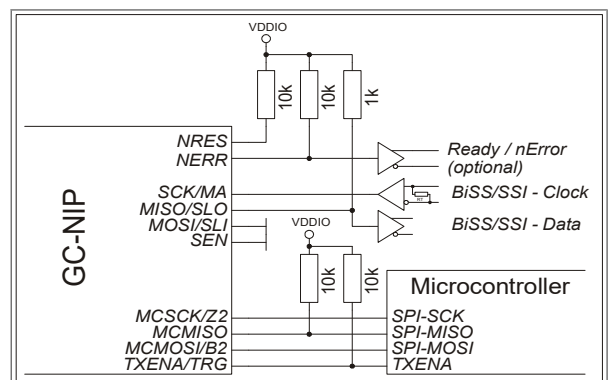 VDDIO
10k
10k
1k
NRES
NERR
Ready / nError
(optional)
SCK/MA
BiSS/SSI - Clock
RT
MISO/SLO
BiSS/SSI - Data
MOSI/SLI
SEN
VDDIO
GC-NIP
10k
10k
Microcontroller
MCSCK/Z2
SPI-SCK
MCMISO
SPI-MISO
MCMOSI/B2
SPI-MOSI
TXENA/TRG
TXENA